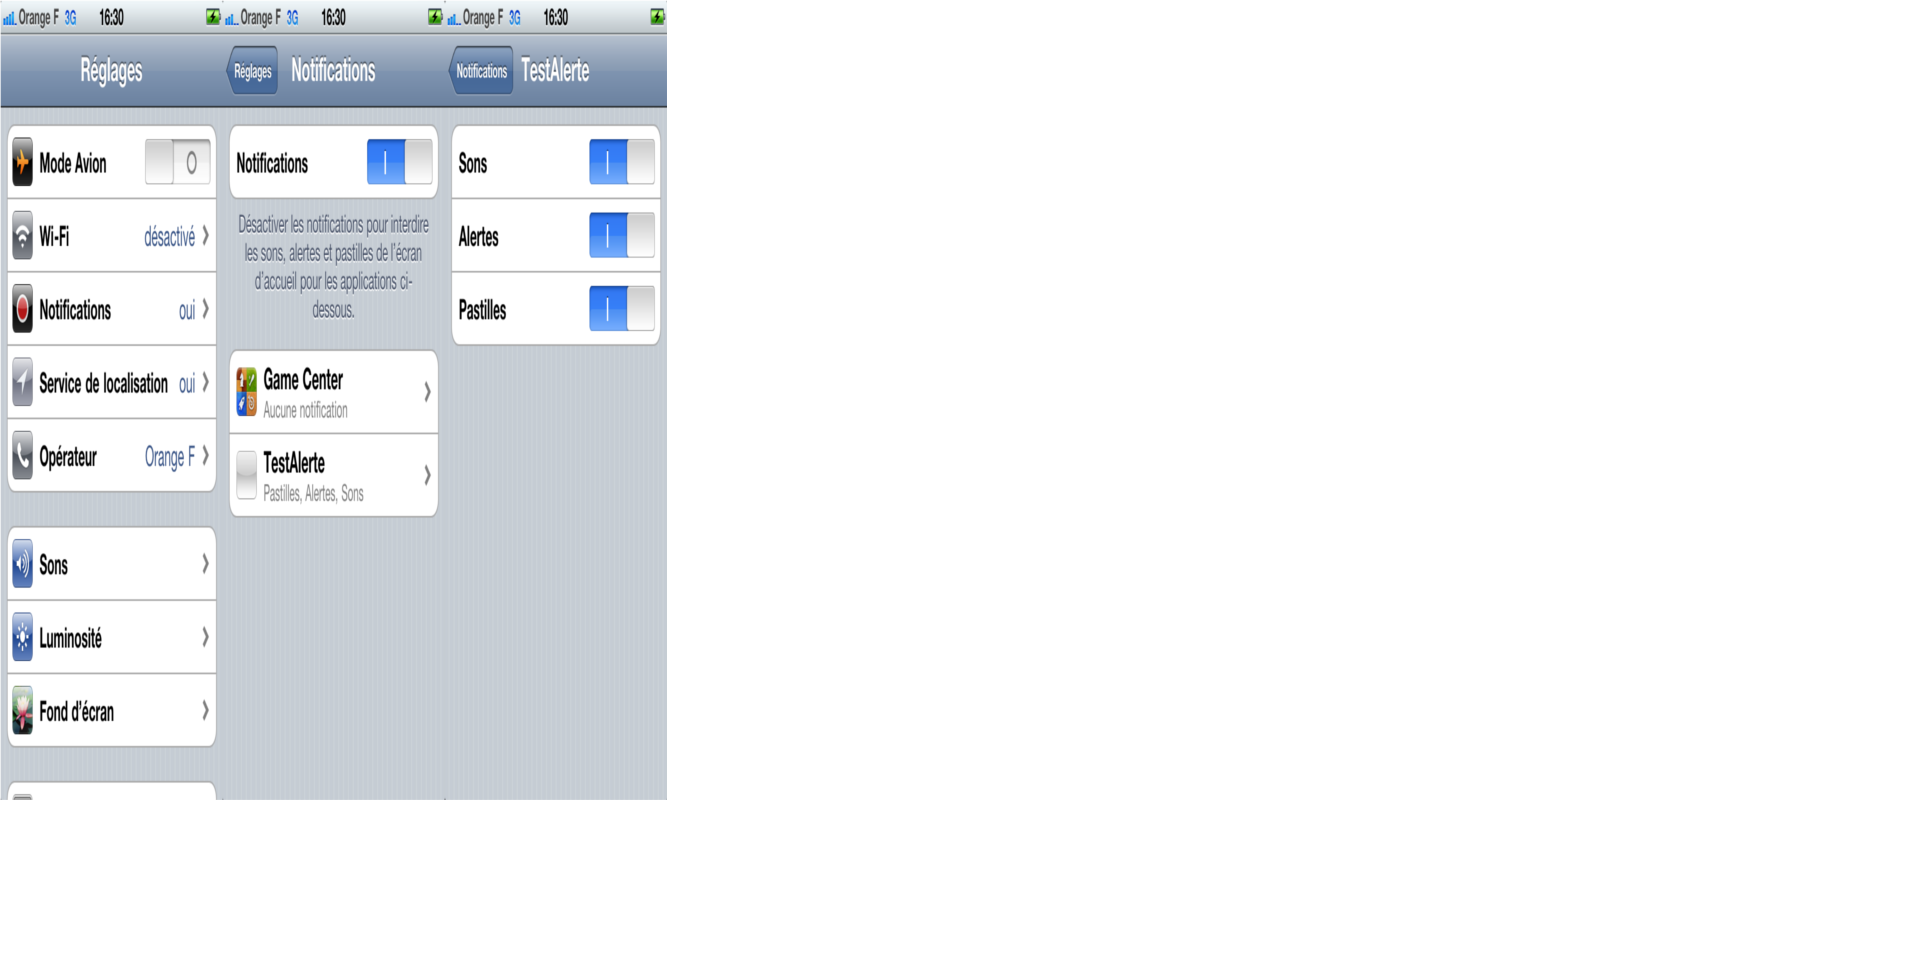 Orange F 3G 16:30
Réglages
Mode Avion
Wi-Fi désactivé
Notifications oui
Service de localisation oui
Opérateur Orange F
Sons
Luminosité
Fond d'écran
Orange F 3G 16:30
Réglages Notifications
Notifications
Désactiver les notifications pour interdire
les sons, alertes et pastilles de l'écran
d'accueil pour les applications ci-
dessous.
Game Center
Aucune notification
TestAlerte
Pastilles, Alertes, Sons
Orange F 3G 16:30
Notifications TestAlerte
Sons
Alertes
Pastilles